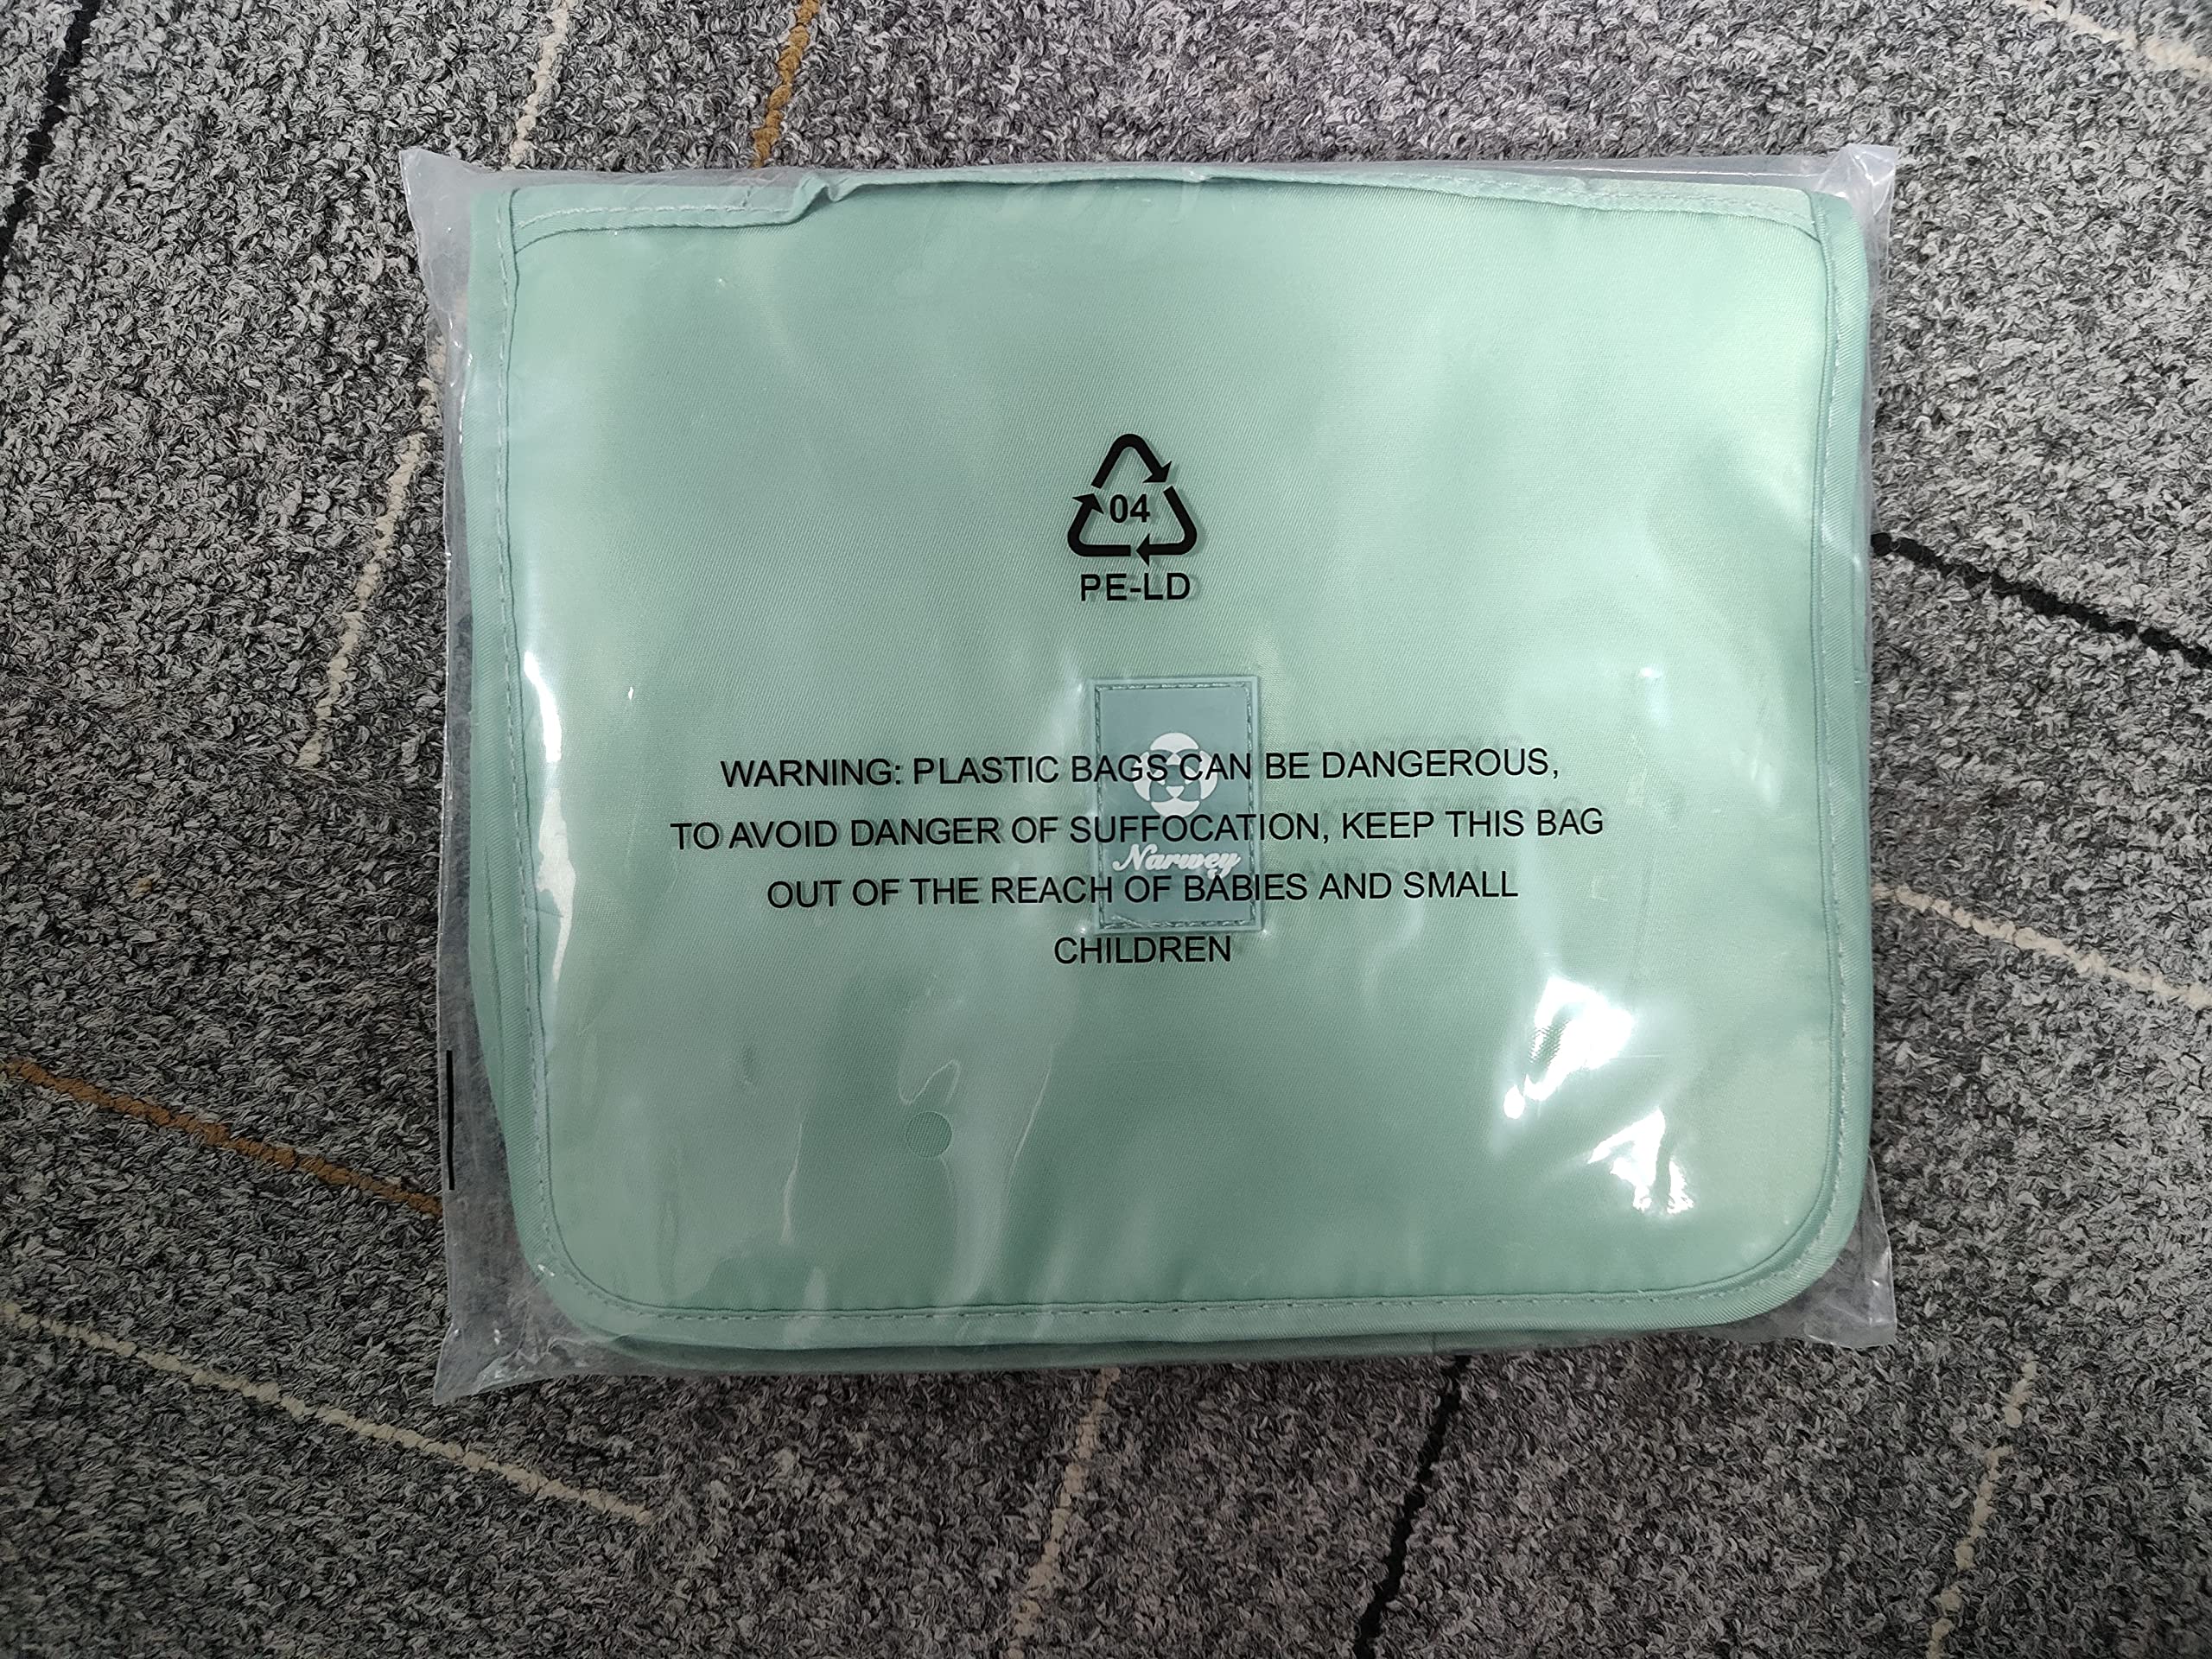 04
PE-LD
WARNING: PLASTIC BAGS CAN BE DANGEROUS,
TO AVOID DANGER OF SUFFOCATION, KEEP THIS BAG
Narwey
OUT OF THE REACH OF BABIES AND SMALL
CHILDREN